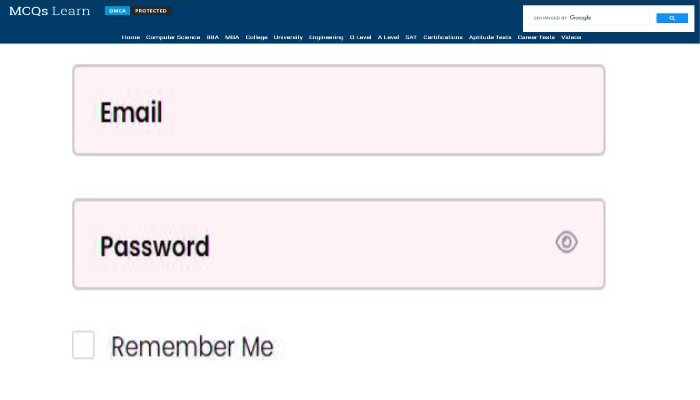 MCQs Learn DMCA PROTECTED
ENHANCED BY Google
Home Computer Science BBA MBA College University Engineering O Level A Level SAT Certifications Aptitude Tests Career Tests Videos
Email
Password
Remember Me